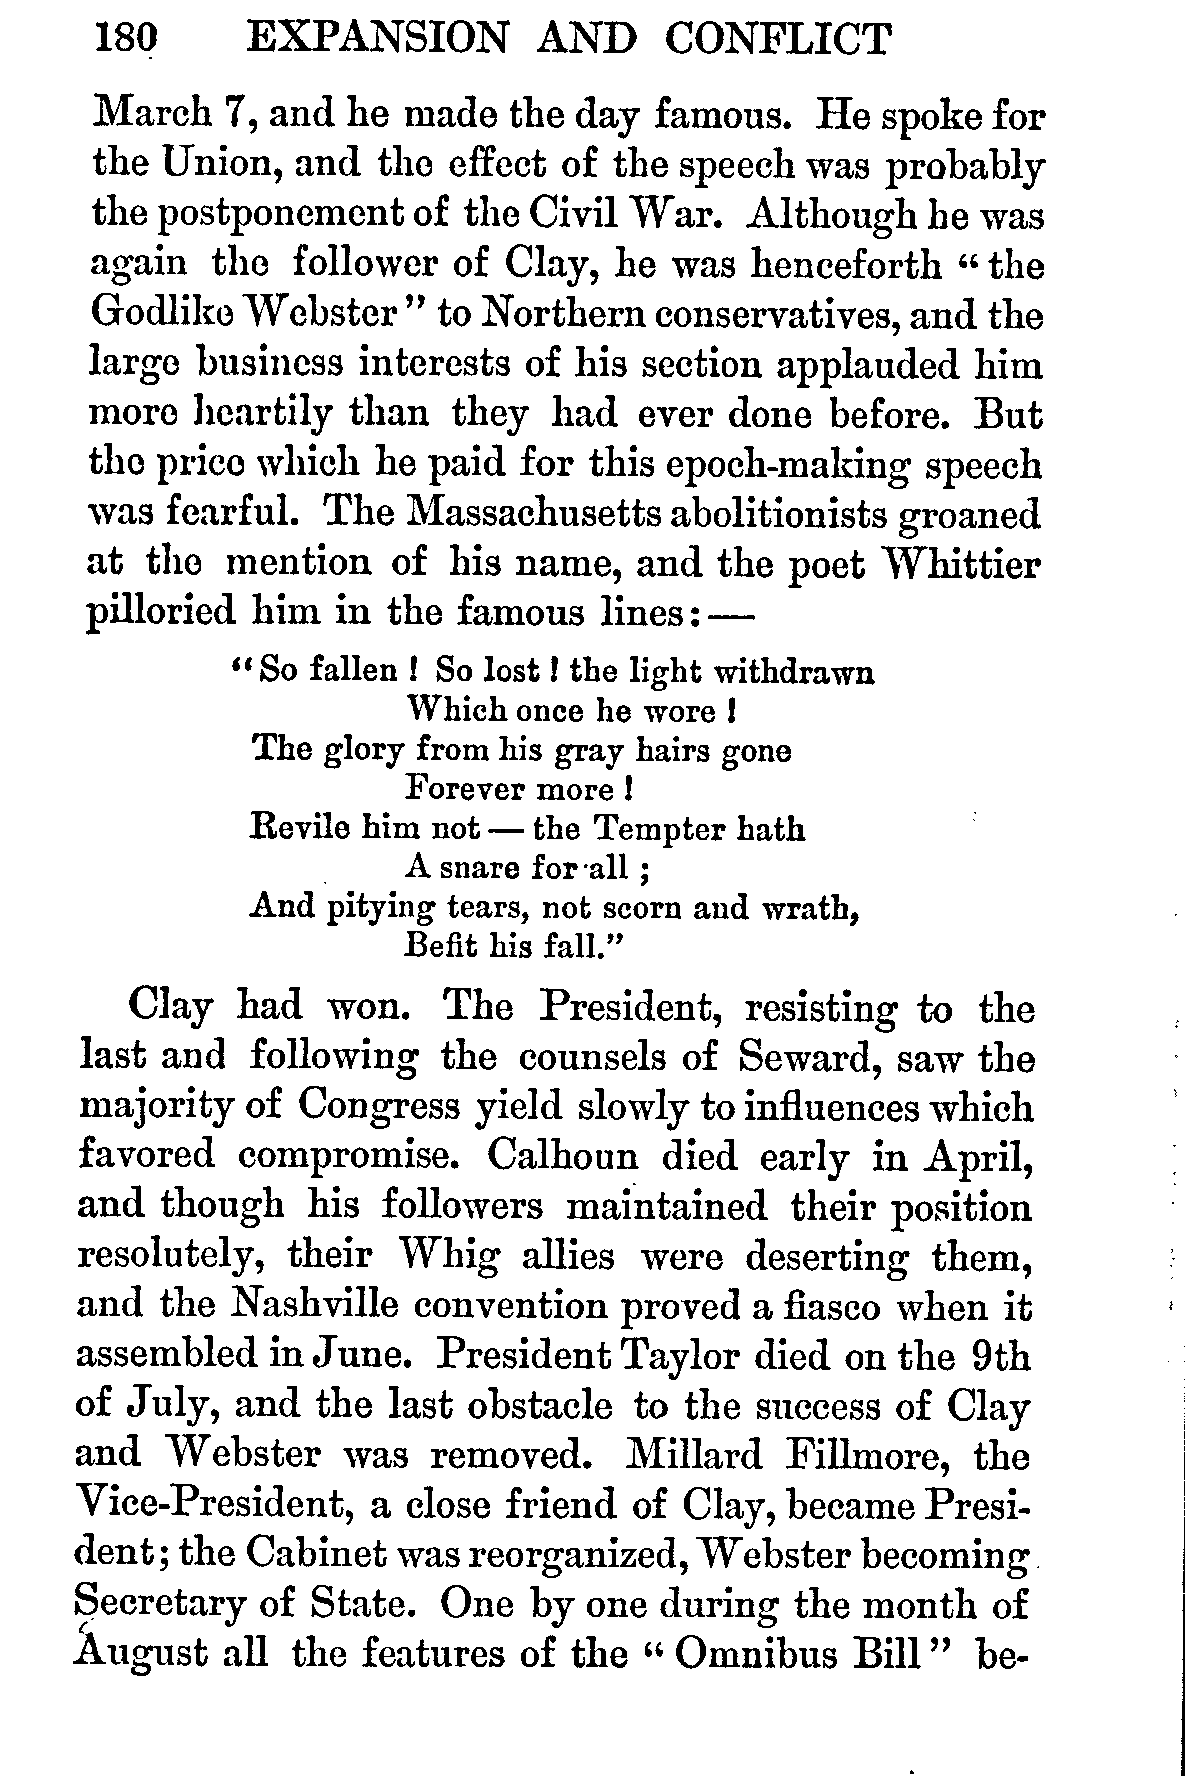 180 EXPANSION AND CONFLICT
March 7, and he made the day famous. He spoke for
the Union, and the effect of the speech was probably
the postponement of the Civil War. Although he was
again the follower of Clay, he was henceforth “the
Godlike Webster” to Northern conservatives, and the
large business interests of his section applauded him
more heartily than they had ever done before. But
the price which he paid for this epoch-making speech
was fearful. The Massachusetts abolitionists groaned
at the mention of his name, and the poet Whittier
pilloried him in the famous lines:—
“So fallen! So lost! the light withdrawn
Which once he wore!
The glory from his gray hairs gone
Forever more!
Revile him not — the Tempter hath
A snare for all;
And pitying tears, not scorn and wrath,
Befit his fall.”
Clay had won. The President, resisting to the
last and following the counsels of Seward, saw the
majority of Congress yield slowly to influences which
favored compromise. Calhoun died early in April,
and though his followers maintained their position
resolutely, their Whig allies were deserting them,
and the Nashville convention proved a fiasco when it
assembled in June. President Taylor died on the 9th
of July, and the last obstacle to the success of Clay
and Webster was removed. Millard Fillmore, the
Vice-President, a close friend of Clay, became Presi-
dent; the Cabinet was reorganized, Webster becoming
Secretary of State. One by one during the month of
August all the features of the “Omnibus Bill” be-